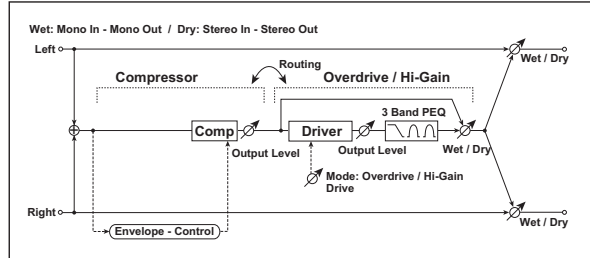 Wet: Mono In - Mono Out / Dry: Stereo In - Stereo Out
Left
Wet / Dry
Routing
Compressor
Overdrive / Hi-Gain
3 Band PEQ
Comp
Driver
Output Level
Output Level
Wet / Dry
Mode: Overdrive / Hi-Gain
Drive
Right
Wet / Dry
Envelope - Control